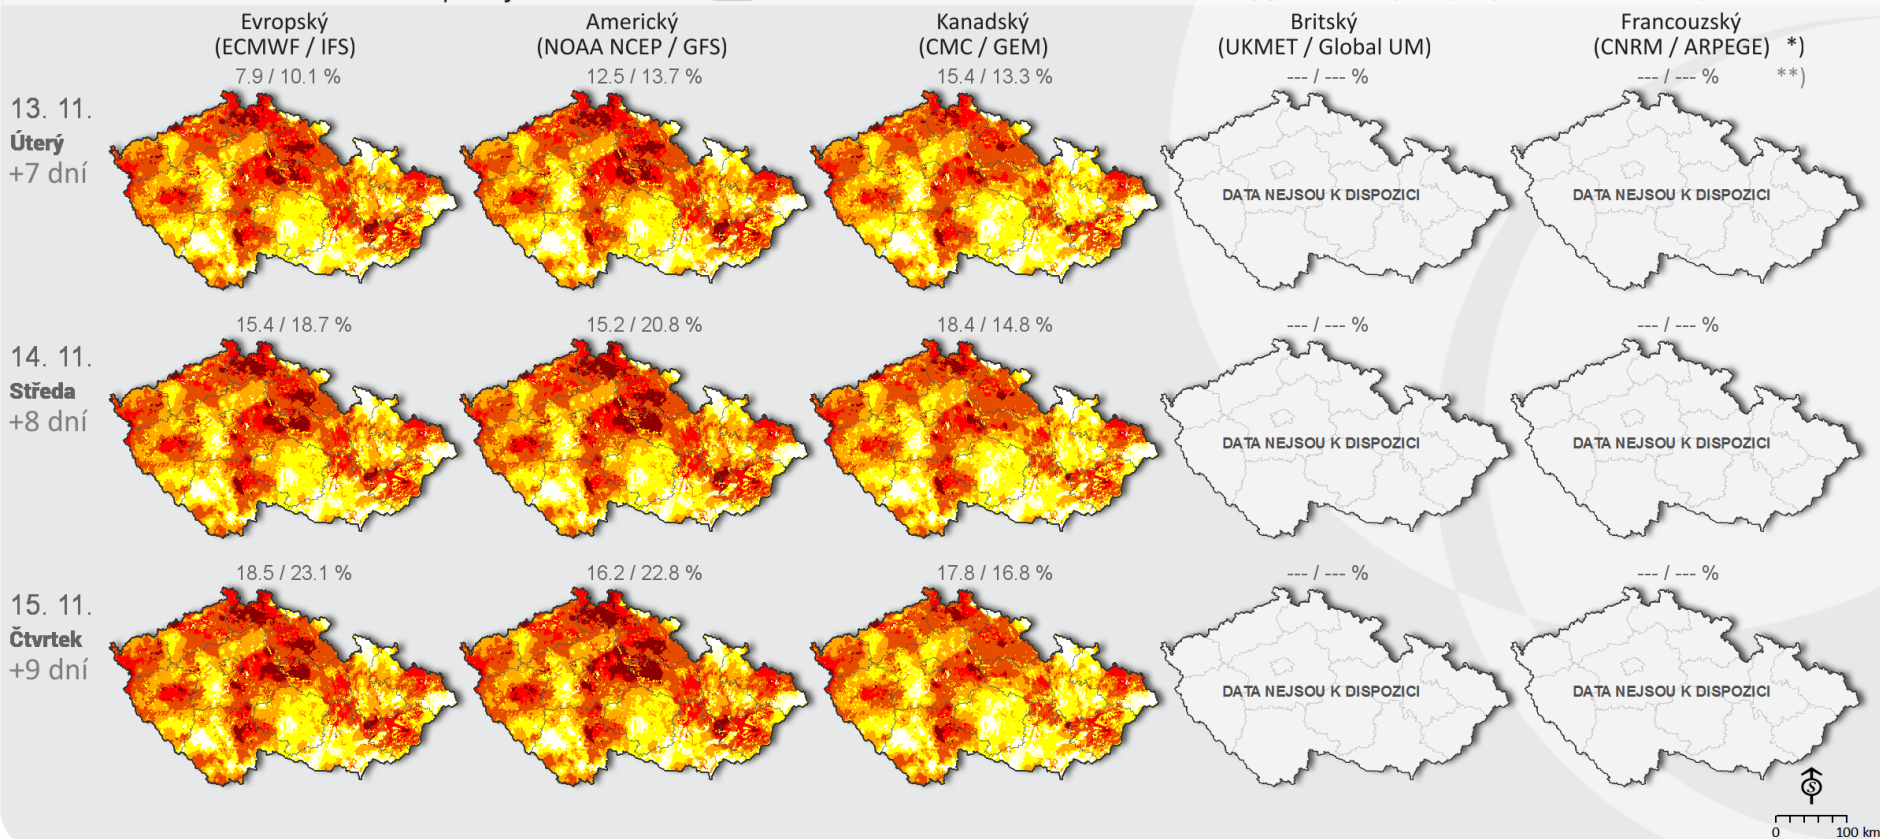 Evropský
(ECMWF / IFS)
Americký
(NOAA NCEP / GFS)
Kanadský
(CMC / GEM)
Britský
(UKMET / Global UM)
Francouzský
(CNRM / ARPEGE) *)
7.9 / 10.1 %
12.5 / 13.7 %
15.4 / 13.3 %
--- / --- %
--- / --- %
**)
13. 11.
Úterý
+7 dní
DATA NEJSOU K DISPOZICI
DATA NEJSOU K DISPOZICI
15.4 / 18.7 %
15.2 / 20.8 %
18.4 / 14.8 %
--- / --- %
--- / --- %
14. 11.
Středa
+8 dní
DATA NEJSOU K DISPOZICI
DATA NEJSOU K DISPOZICI
18.5 / 23.1 %
16.2 / 22.8 %
17.8 / 16.8 %
--- / --- %
--- / --- %
15. 11.
Čtvrtek
+9 dní
DATA NEJSOU K DISPOZICI
DATA NEJSOU K DISPOZICI
S
0 100 km